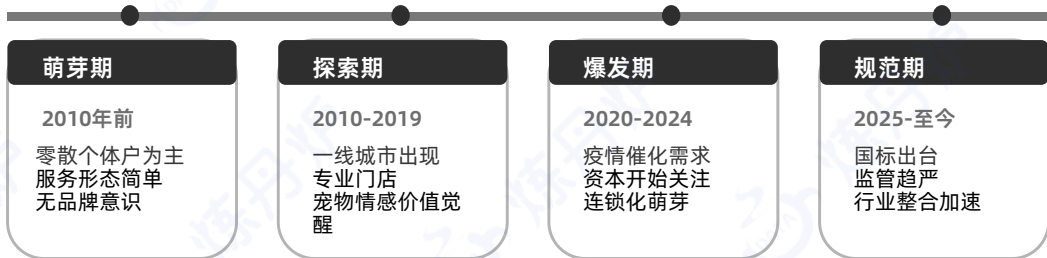 萌芽期
2010年前
零散个体户为主
服务形态简单
无品牌意识
探索期
2010-2019
一线城市出现
专业门店
宠物情感价值觉
醒
爆发期
2020-2024
疫情催化需求
资本开始关注
连锁化萌芽
规范期
2025-至今
国标出台
监管趋严
行业整合加速
炼丹炉